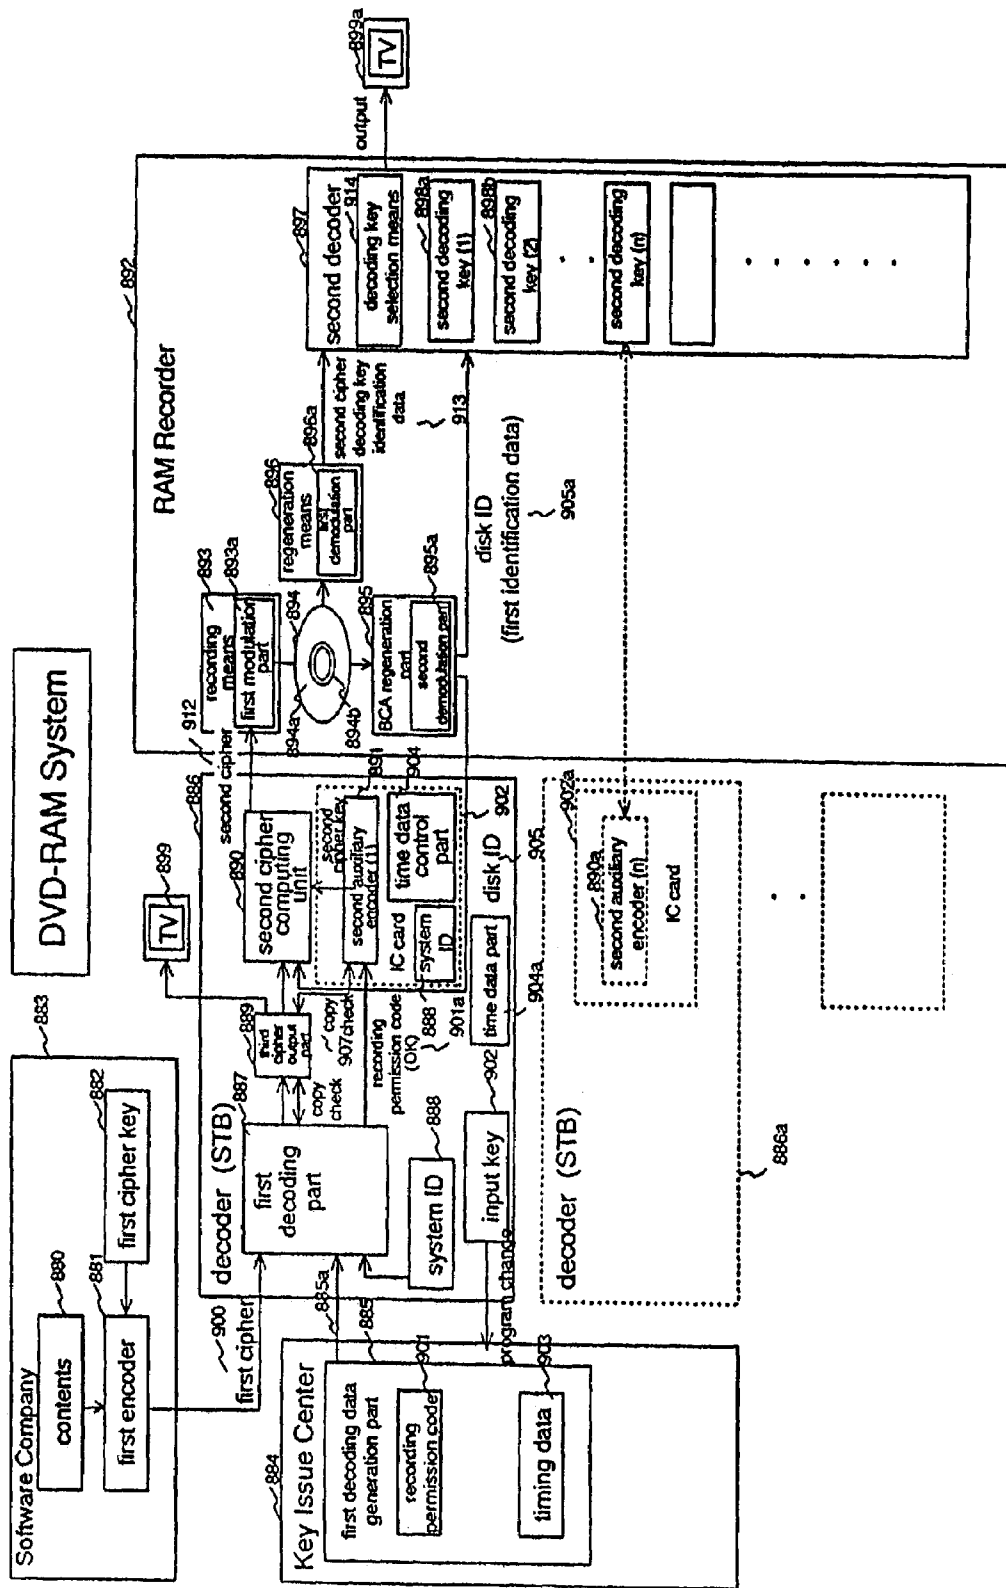 DVD-RAM System
Software Company
883
contents
880
first encoder
881
first cipher key
882
900
first cipher
Key Issue Center
884
first decoding data
generation part
885
885a
recording
permission code
901
timing data
903
program change
decoder (STB)
886
first
decoding
part
887
system ID
888
input key
902
copy
check
third
cipher
output
part
889
copy
907 check
recording
permission code
(OK)
901a
TV
899
second cipher
computing
unit
890
second cipher
912
second cipher key
second auxiliary
encoder (1)
891
IC card
system
ID
888
time data
control
part
904
902
time data part
904a
disk ID
905
decoder (STB)
886a
second auxiliary
encoder (n)
890a
IC card
902a
RAM Recorder
892
recording
means
893
first modulation
part
893a
894
894a
894b
BCA regeneration
part
895
second
demodulation part
895a
regeneration
means
896
first
demodulation
part
896a
second cipher
decoding key
identification
data
913
disk ID
(first identification data)
905a
second decoder
897
decoding key
selection means
914
second decoding
key (1)
898a
second decoding
key (2)
898b
second decoding
key (n)
output
TV
899a